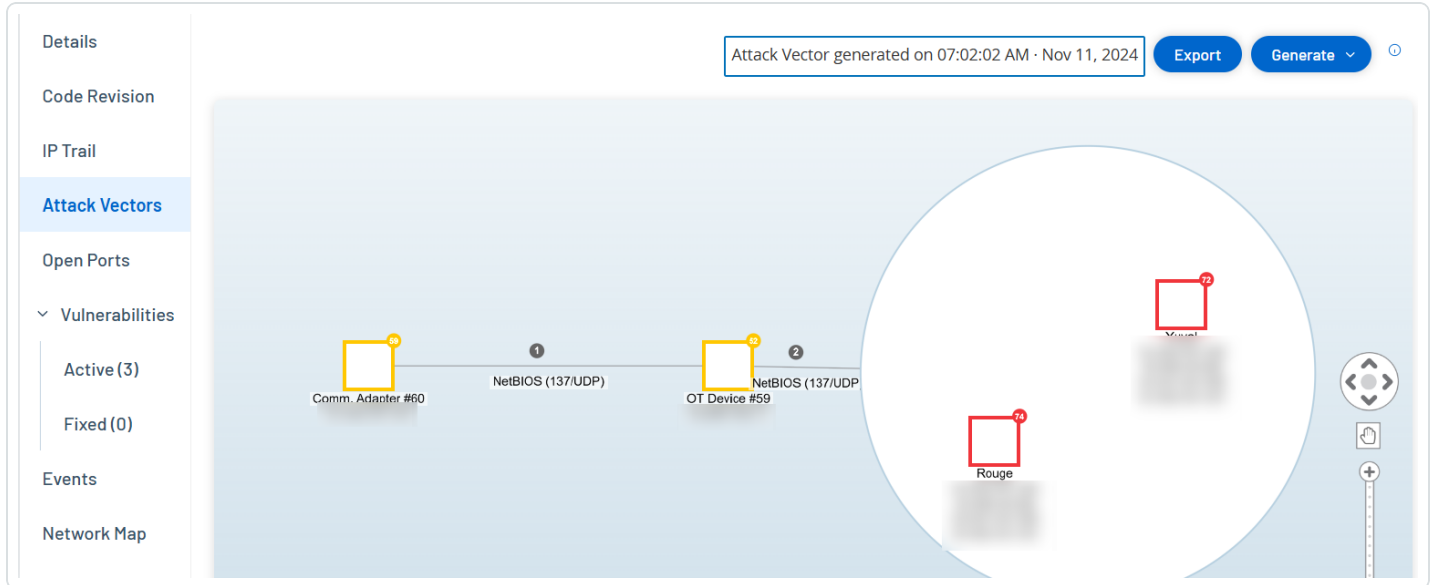 Details
Code Revision
IP Trail
Attack Vectors
Open Ports
Vulnerabilities
Active (3)
Fixed (0)
Events
Network Map
Attack Vector generated on 07:02:02 AM · Nov 11, 2024
Export
Generate
72
Yuval
59
1
NetBIOS (137/UDP)
Comm. Adapter #60
52
2
NetBIOS (137/UDP
OT Device #59
74
Rouge